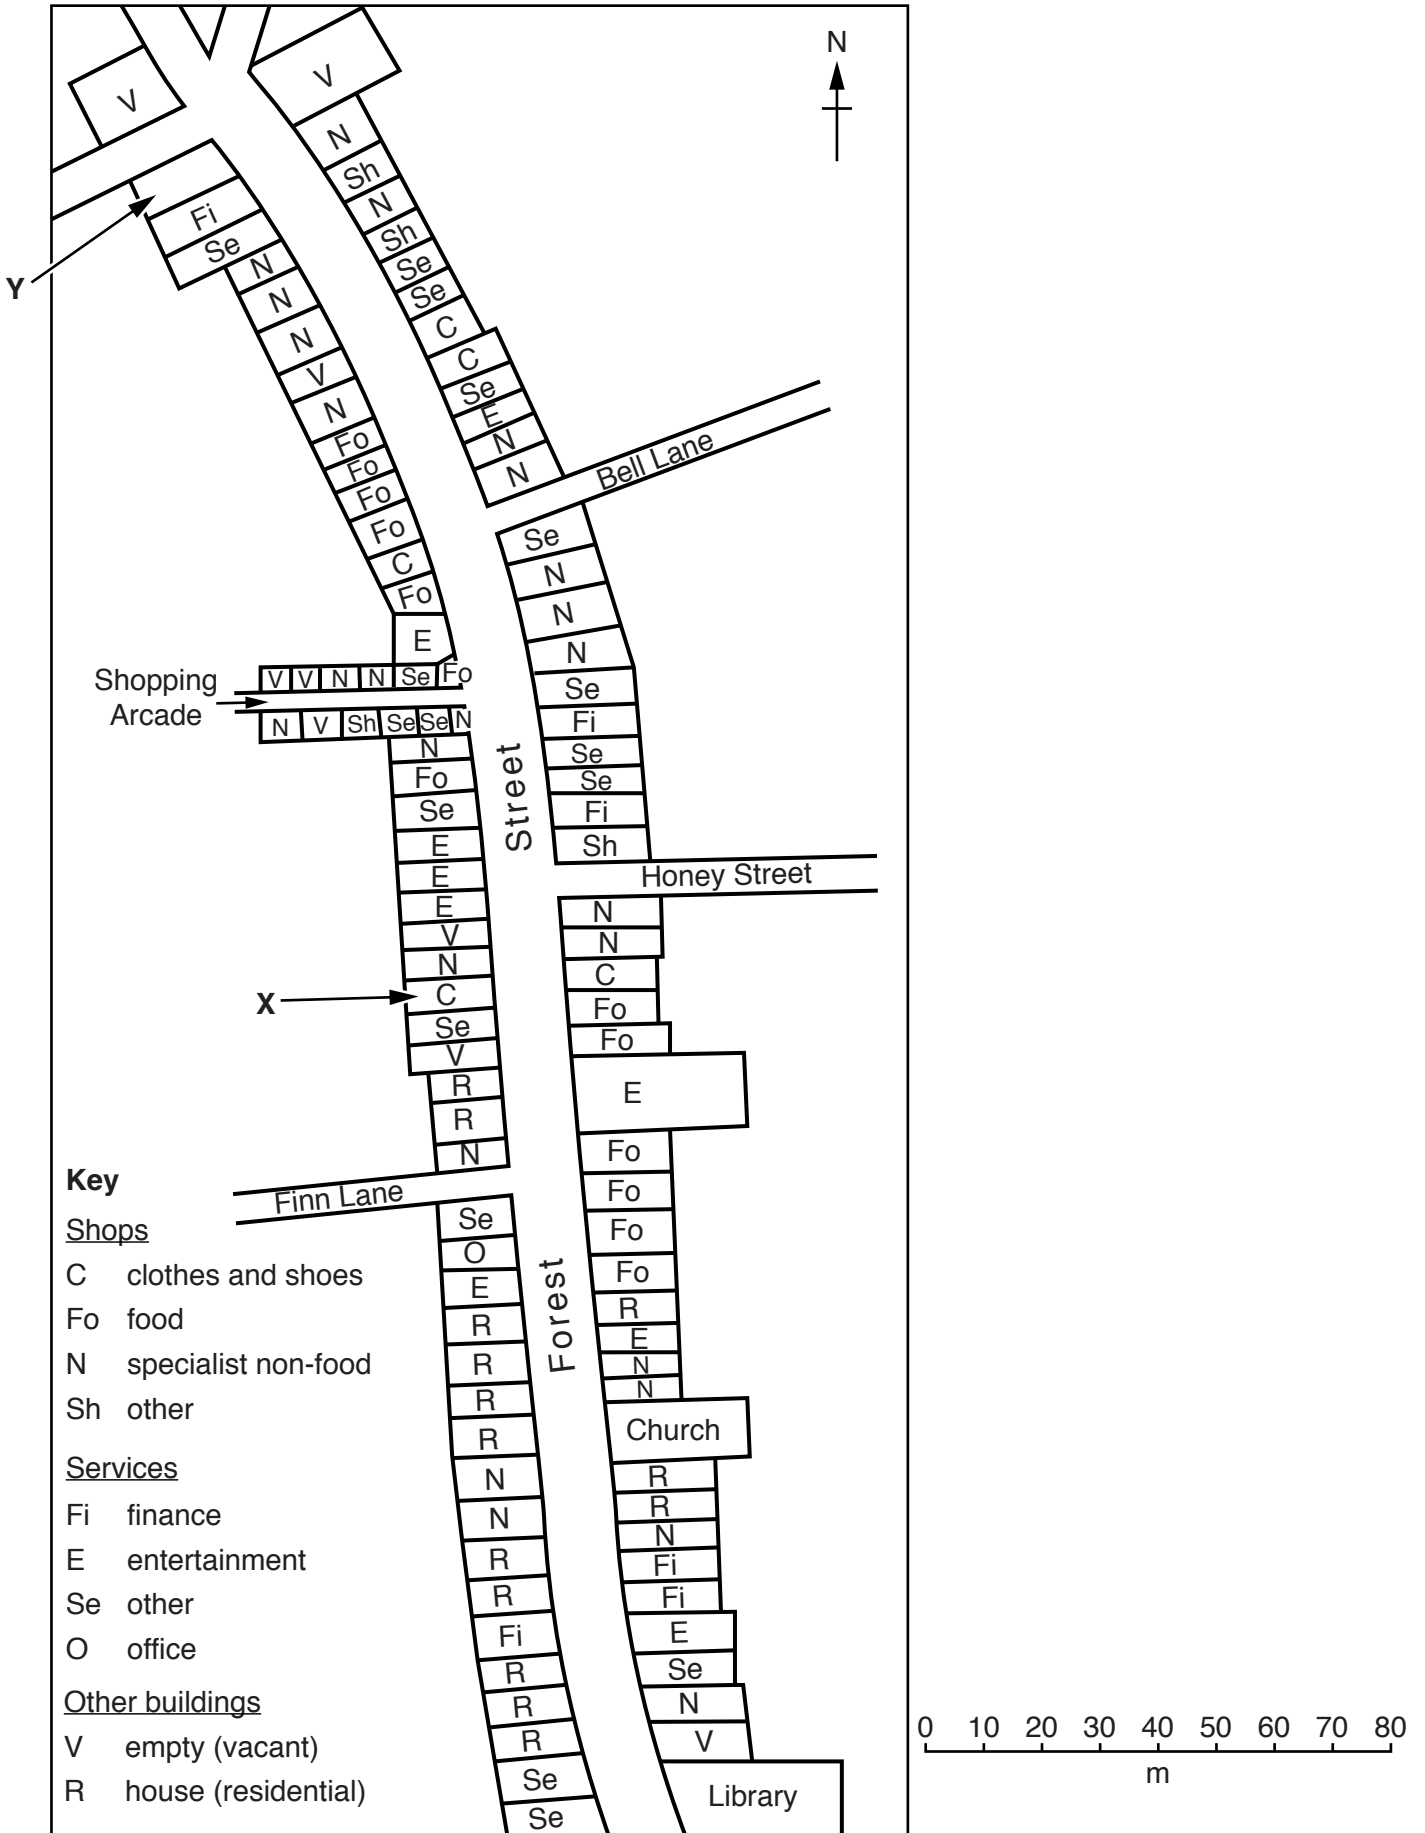 N
V
V
N
Sh
N
Sh
Se
Se
C
C
Se
E
N
N
Y
Fi
Se
N
N
N
V
N
Fo
Fo
Fo
Fo
C
Fo
E
Bell Lane
Se
N
N
N
Se
Fi
Se
Se
Fi
Sh
Shopping
Arcade
V V N N Se Fo
N V Sh Se Se N
N
Fo
Se
E
E
E
V
N
X
C
Se
V
R
R
N
Street
Honey Street
N
N
C
Fo
Fo
E
Fo
Fo
Fo
Fo
R
E
N
N
Church
R
R
N
Fi
Fi
E
Se
N
V
Library
Finn Lane
Forest
Se
O
E
R
R
R
R
N
N
R
R
Fi
R
R
R
Se
Se
Key
Shops
C clothes and shoes
Fo food
N specialist non-food
Sh other
Services
Fi finance
E entertainment
Se other
O office
Other buildings
V empty (vacant)
R house (residential)
0 10 20 30 40 50 60 70 80
m